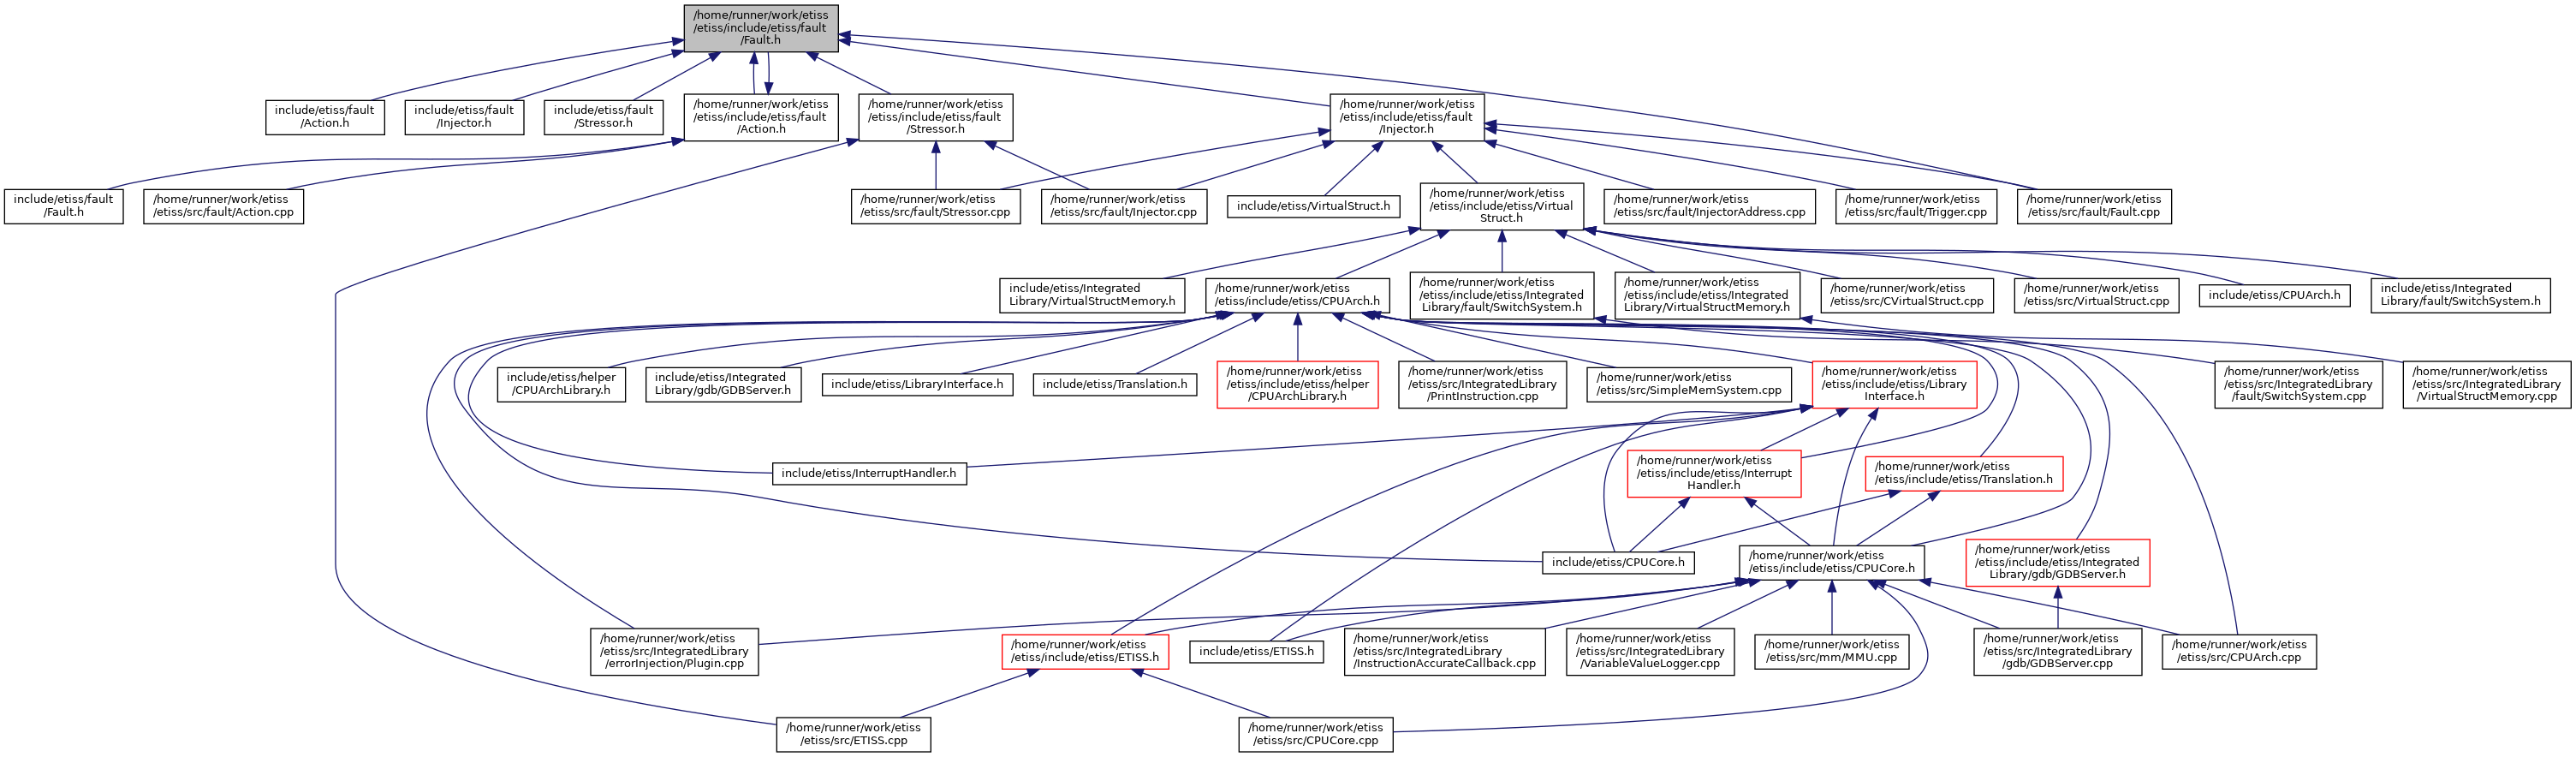 /home/runner/work/etiss
/etiss/include/etiss/fault
/Fault.h
include/etiss/fault
/Action.h
include/etiss/fault
/Injector.h
include/etiss/fault
/Stressor.h
/home/runner/work/etiss
/etiss/include/etiss/fault
/Action.h
/home/runner/work/etiss
/etiss/include/etiss/fault
/Stressor.h
/home/runner/work/etiss
/etiss/include/etiss/fault
/Injector.h
include/etiss/fault
/Fault.h
/home/runner/work/etiss
/etiss/src/fault/Action.cpp
/home/runner/work/etiss
/etiss/src/fault/Stressor.cpp
/home/runner/work/etiss
/etiss/src/fault/Injector.cpp
include/etiss/VirtualStruct.h
/home/runner/work/etiss
/etiss/include/etiss/Virtual
Struct.h
/home/runner/work/etiss
/etiss/src/fault/InjectorAddress.cpp
/home/runner/work/etiss
/etiss/src/fault/Trigger.cpp
/home/runner/work/etiss
/etiss/src/fault/Fault.cpp
include/etiss/Integrated
Library/VirtualStructMemory.h
/home/runner/work/etiss
/etiss/include/etiss/CPUArch.h
/home/runner/work/etiss
/etiss/include/etiss/Integrated
Library/fault/SwitchSystem.h
/home/runner/work/etiss
/etiss/include/etiss/Integrated
Library/VirtualStructMemory.h
/home/runner/work/etiss
/etiss/src/CVirtualStruct.cpp
/home/runner/work/etiss
/etiss/src/VirtualStruct.cpp
include/etiss/CPUArch.h
include/etiss/Integrated
Library/fault/SwitchSystem.h
include/etiss/helper
/CPUArchLibrary.h
include/etiss/Integrated
Library/gdb/GDBServer.h
include/etiss/LibraryInterface.h
include/etiss/Translation.h
/home/runner/work/etiss
/etiss/include/etiss/helper
/CPUArchLibrary.h
/home/runner/work/etiss
/etiss/src/IntegratedLibrary
/PrintInstruction.cpp
/home/runner/work/etiss
/etiss/src/SimpleMemSystem.cpp
/home/runner/work/etiss
/etiss/include/etiss/Library
Interface.h
/home/runner/work/etiss
/etiss/src/IntegratedLibrary
/fault/SwitchSystem.cpp
/home/runner/work/etiss
/etiss/src/IntegratedLibrary
/VirtualStructMemory.cpp
include/etiss/InterruptHandler.h
/home/runner/work/etiss
/etiss/include/etiss/Interrupt
Handler.h
/home/runner/work/etiss
/etiss/include/etiss/Translation.h
include/etiss/CPUCore.h
/home/runner/work/etiss
/etiss/include/etiss/CPUCore.h
/home/runner/work/etiss
/etiss/include/etiss/Integrated
Library/gdb/GDBServer.h
/home/runner/work/etiss
/etiss/src/IntegratedLibrary
/errorInjection/Plugin.cpp
/home/runner/work/etiss
/etiss/include/etiss/ETISS.h
include/etiss/ETISS.h
/home/runner/work/etiss
/etiss/src/IntegratedLibrary
/InstructionAccurateCallback.cpp
/home/runner/work/etiss
/etiss/src/IntegratedLibrary
/VariableValueLogger.cpp
/home/runner/work/etiss
/etiss/src/mm/MMU.cpp
/home/runner/work/etiss
/etiss/src/IntegratedLibrary
/gdb/GDBServer.cpp
/home/runner/work/etiss
/etiss/src/CPUArch.cpp
/home/runner/work/etiss
/etiss/src/ETISS.cpp
/home/runner/work/etiss
/etiss/src/CPUCore.cpp